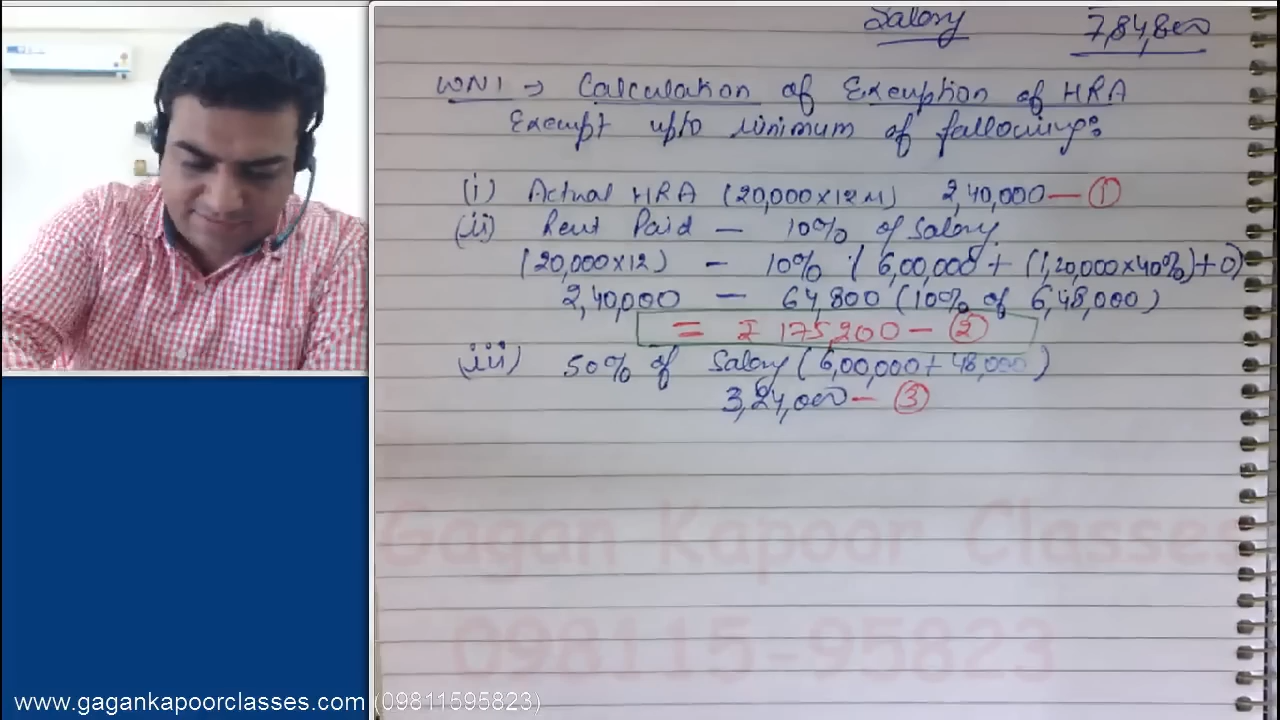 Salary 7,84,800
WN1 → Calculation of Exemption of HRA
Exempt upto Minimum of following:
(i) Actual HRA (20,000×12M) 2,40,000 — ①
(ii) Rent Paid — 10% of Salary
(20,000×12) — 10% (6,00,000 + (1,20,000×40%)+0)
2,40,000 — 64,800 (10% of 6,48,000)
= ₹ 175,200 — ②
(iii) 50% of Salary (6,00,000 + 48,000)
3,24,000 — ③
Gagan Kapoor Classes
098115-95823
www.gagankapoorclasses.com (09811595823)